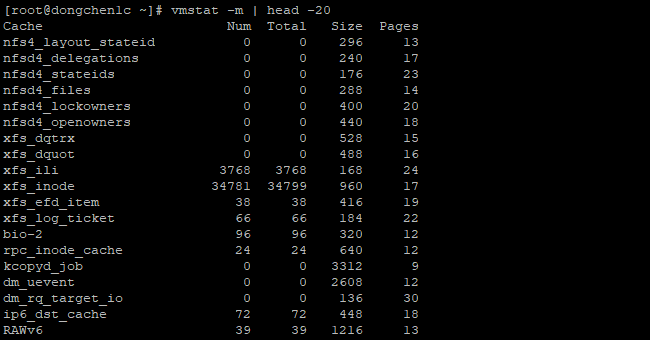 [root@dongchen1c ~]# vmstat -m | head -20
Cache                       Num  Total   Size  Pages
nfs4_layout_stateid           0      0    296     13
nfsd4_delegations             0      0    240     17
nfsd4_stateids                0      0    176     23
nfsd4_files                   0      0    288     14
nfsd4_lockowners              0      0    400     20
nfsd4_openowners              0      0    440     18
xfs_dqtrx                     0      0    528     15
xfs_dquot                     0      0    488     16
xfs_ili                    3768   3768    168     24
xfs_inode                 34781  34799    960     17
xfs_efd_item                 38     38    416     19
xfs_log_ticket               66     66    184     22
bio-2                        96     96    320     12
rpc_inode_cache              24     24    640     12
kcopyd_job                    0      0   3312      9
dm_uevent                     0      0   2608     12
dm_rq_target_io               0      0    136     30
ip6_dst_cache                72     72    448     18
RAWv6                        39     39   1216     13